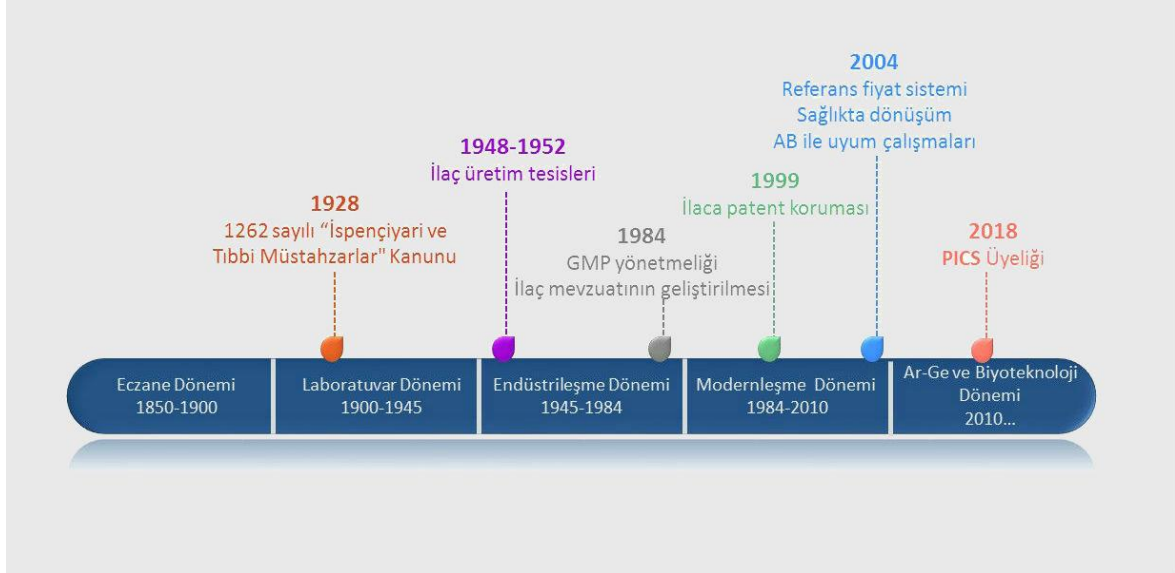 2004
Referans fiyat sistemi
Sağlıkta dönüşüm
AB ile uyum çalışmaları
1948-1952
İlaç üretim tesisleri
1999
İlaca patent koruması
1928
1262 sayılı “İspençiyari ve
Tıbbi Müstahzarlar" Kanunu
1984
GMP yönetmeliği
İlaç mevzuatının geliştirilmesi
2018
PICS Üyeliği
Eczane Dönemi
1850-1900
Laboratuvar Dönemi
1900-1945
Endüstrileşme Dönemi
1945-1984
Modernleşme Dönemi
1984-2010
Ar-Ge ve Biyoteknoloji
Dönemi
2010...